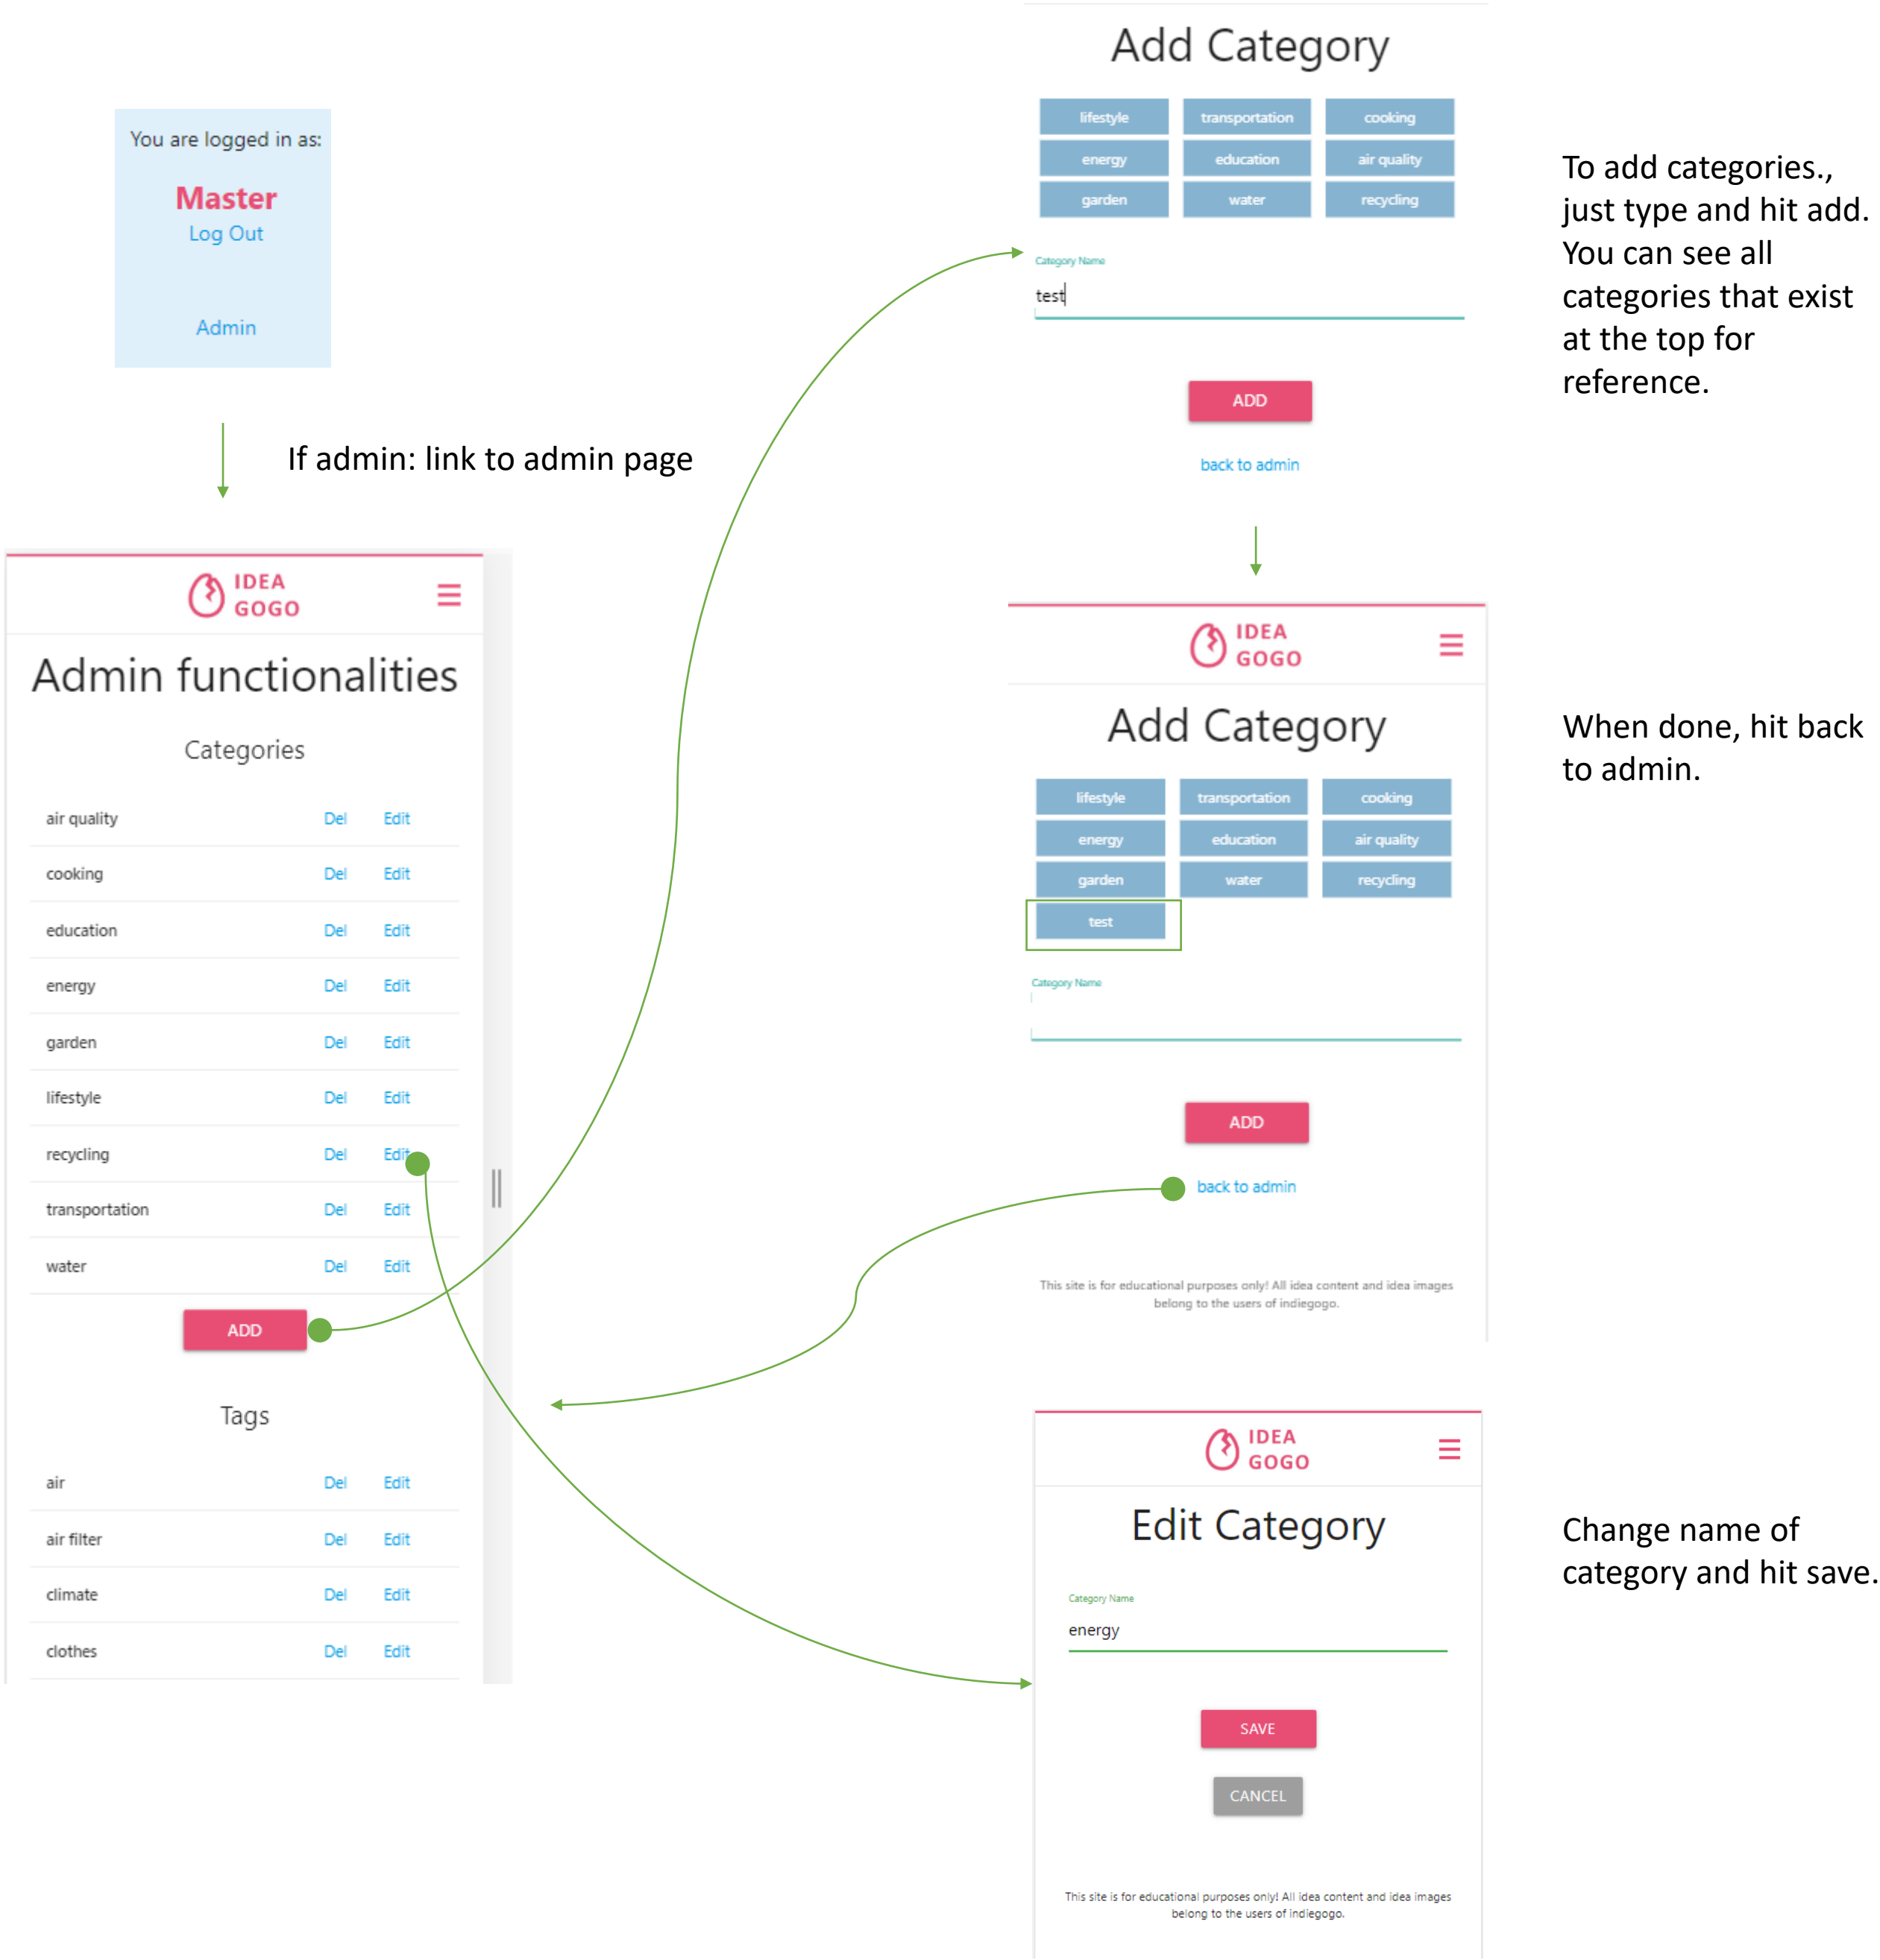 You are logged in as:
Master
Log Out
Admin
If admin: link to admin page
IDEA
GOGO
Admin functionalities
Categories
air quality Del Edit
cooking Del Edit
education Del Edit
energy Del Edit
garden Del Edit
lifestyle Del Edit
recycling Del Edit
transportation Del Edit
water Del Edit
ADD
Tags
air Del Edit
air filter Del Edit
climate Del Edit
clothes Del Edit
Add Category
lifestyle transportation cooking
energy education air quality
garden water recycling
Category Name
test
ADD
back to admin
To add categories.,
just type and hit add.
You can see all
categories that exist
at the top for
reference.
IDEA
GOGO
Add Category
lifestyle transportation cooking
energy education air quality
garden water recycling
test
Category Name
ADD
back to admin
This site is for educational purposes only! All idea content and idea images
belong to the users of indiegogo.
When done, hit back
to admin.
IDEA
GOGO
Edit Category
Category Name
energy
SAVE
CANCEL
This site is for educational purposes only! All idea content and idea images
belong to the users of indiegogo.
Change name of
category and hit save.